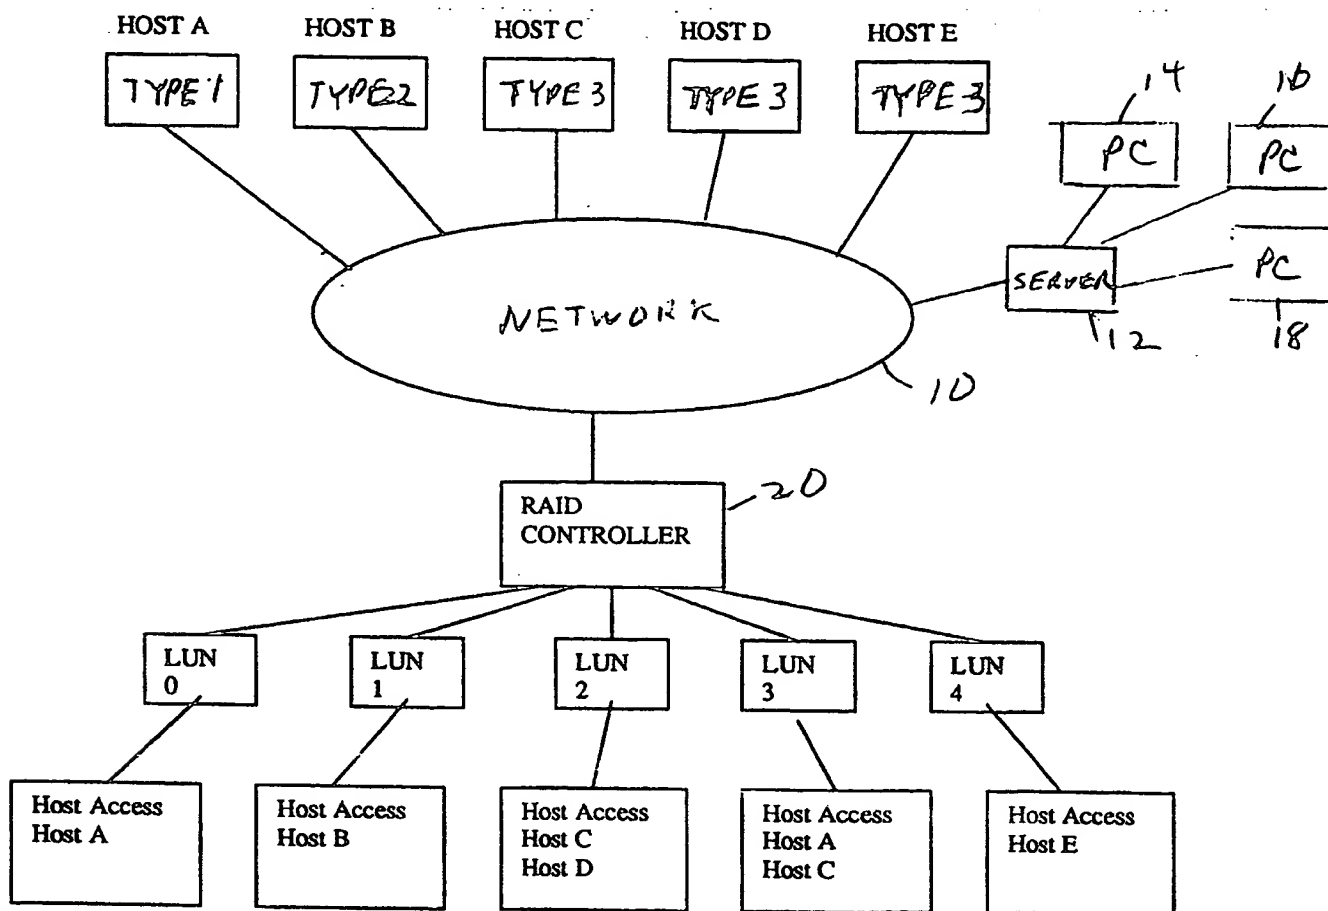 HOST A
HOST B
HOST C
HOST D
HOST E
TYPE 1
TYPE 2
TYPE 3
TYPE 3
TYPE 3
14
16
PC
PC
PC
SERVER
12
18
NETWORK
10
20
RAID
CONTROLLER
LUN
0
LUN
1
LUN
2
LUN
3
LUN
4
Host Access
Host A
Host Access
Host B
Host Access
Host C
Host D
Host Access
Host A
Host C
Host Access
Host E